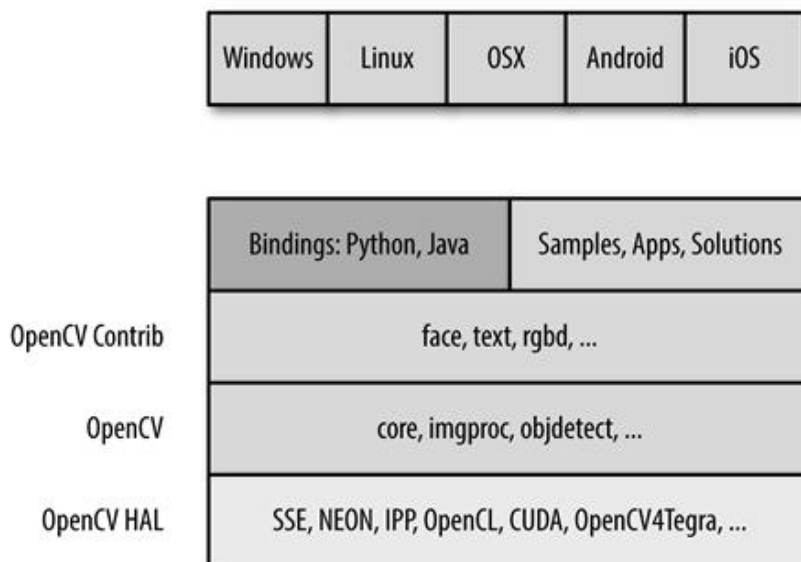 Windows Linux OSX Android iOS
Bindings: Python, Java Samples, Apps, Solutions
OpenCV Contrib face, text, rgbd, ...
OpenCV core, imgproc, objdetect, ...
OpenCV HAL SSE, NEON, IPP, OpenCL, CUDA, OpenCV4Tegra, ...